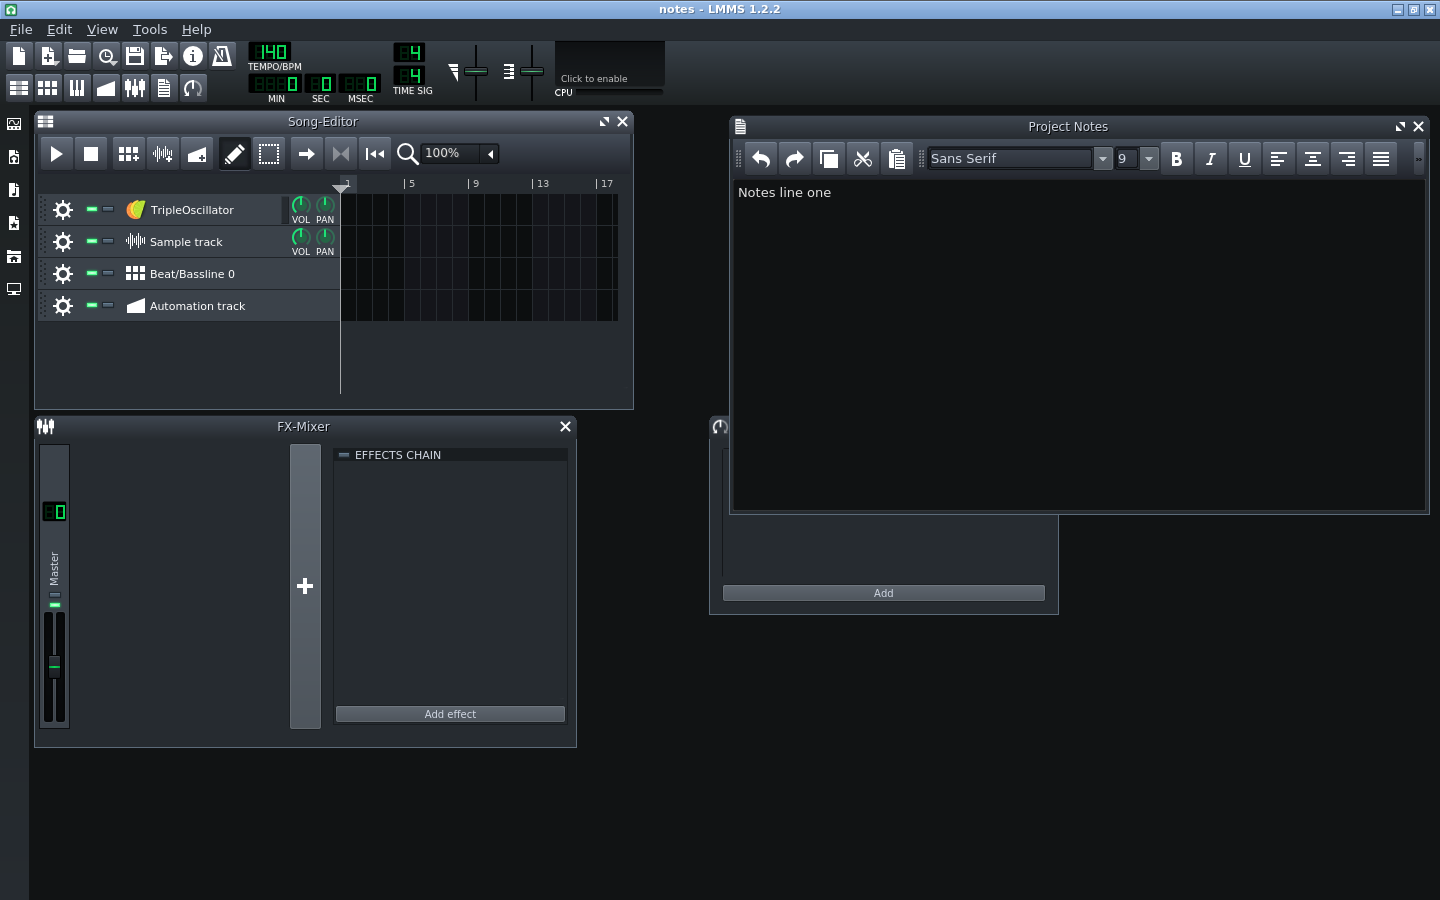 notes - LMMS 1.2.2
File Edit View Tools Help
140
TEMPO/BPM
4
4
TIME SIG
0 0 0
MIN SEC MSEC
Click to enable
CPU
Song-Editor
100%
1 5 9 13 17
TripleOscillator VOL PAN
Sample track VOL PAN
Beat/Bassline 0
Automation track
Project Notes
Sans Serif 9 B I U »
Notes line one
FX-Mixer
0
Master
EFFECTS CHAIN
Add effect
Add